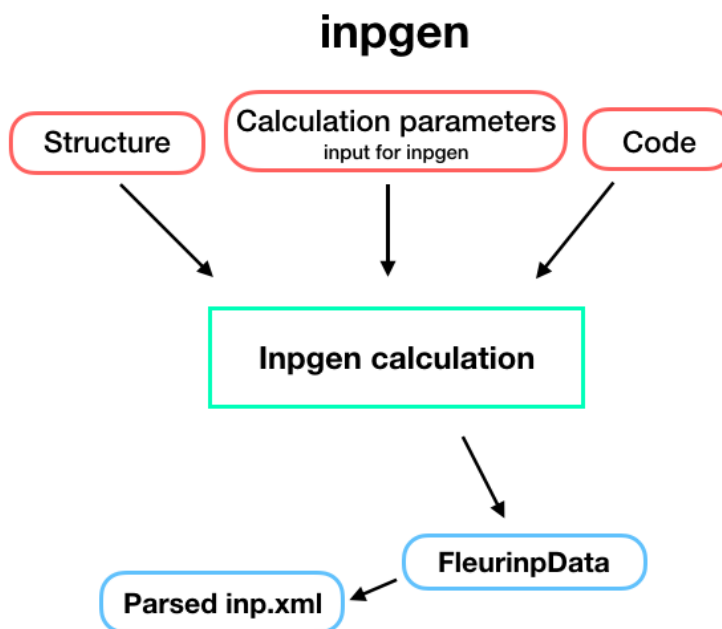 inpgen
Structure
Calculation parameters
input for inpgen
Code
Inpgen calculation
FleurinpData
Parsed inp.xml